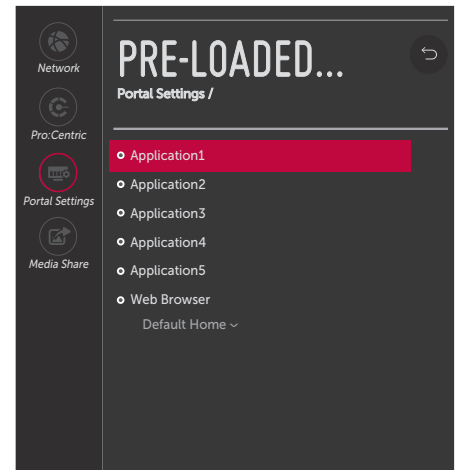 Network
Pro:Centric
Portal Settings
Media Share
PRE-LOADED...
Portal Settings /
Application1
Application2
Application3
Application4
Application5
Web Browser
Default Home